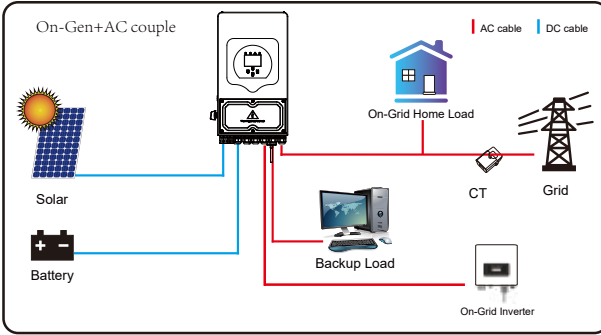 On-Gen+AC couple
AC cable
DC cable
On-Grid Home Load
CT
Grid
Solar
Backup Load
Battery
On-Grid Inverter